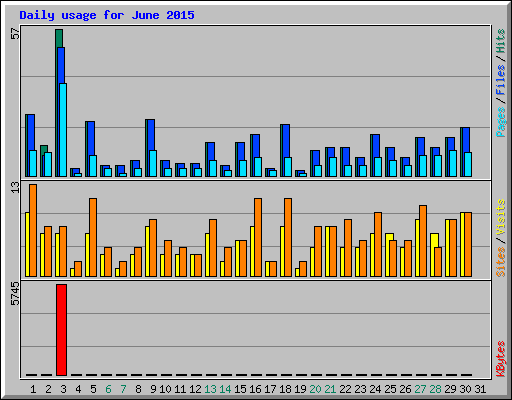 Daily usage for June 2015
57
Pages / Files / Hits
13
Sites / Visits
5745
KBytes
1 2 3 4 5 6 7 8 9 10 11 12 13 14 15 16 17 18 19 20 21 22 23 24 25 26 27 28 29 30 31